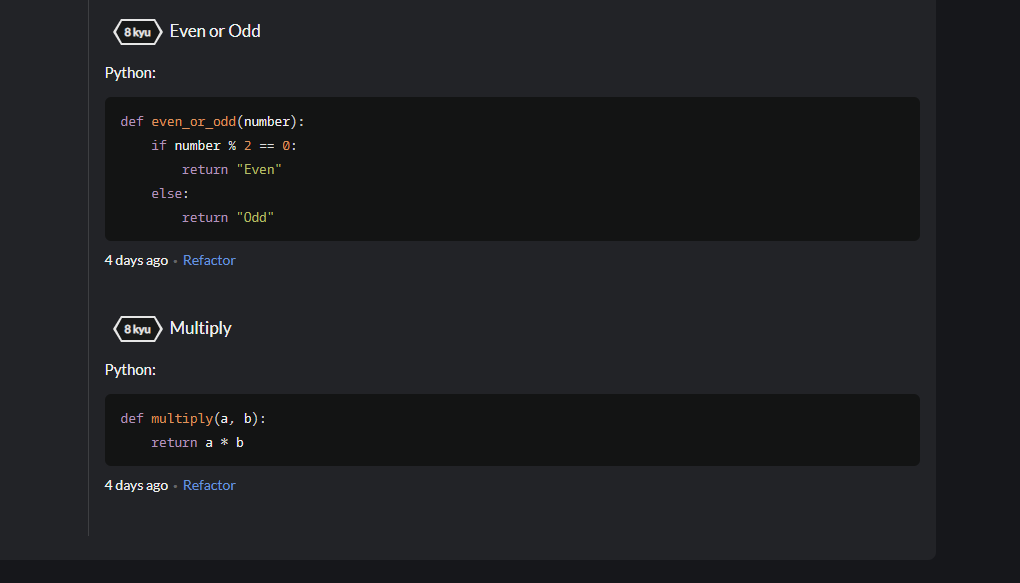 8 kyu Even or Odd
Python:
def even_or_odd(number):
    if number % 2 == 0:
        return "Even"
    else:
        return "Odd"
4 days ago • Refactor
8 kyu Multiply
Python:
def multiply(a, b):
    return a * b
4 days ago • Refactor